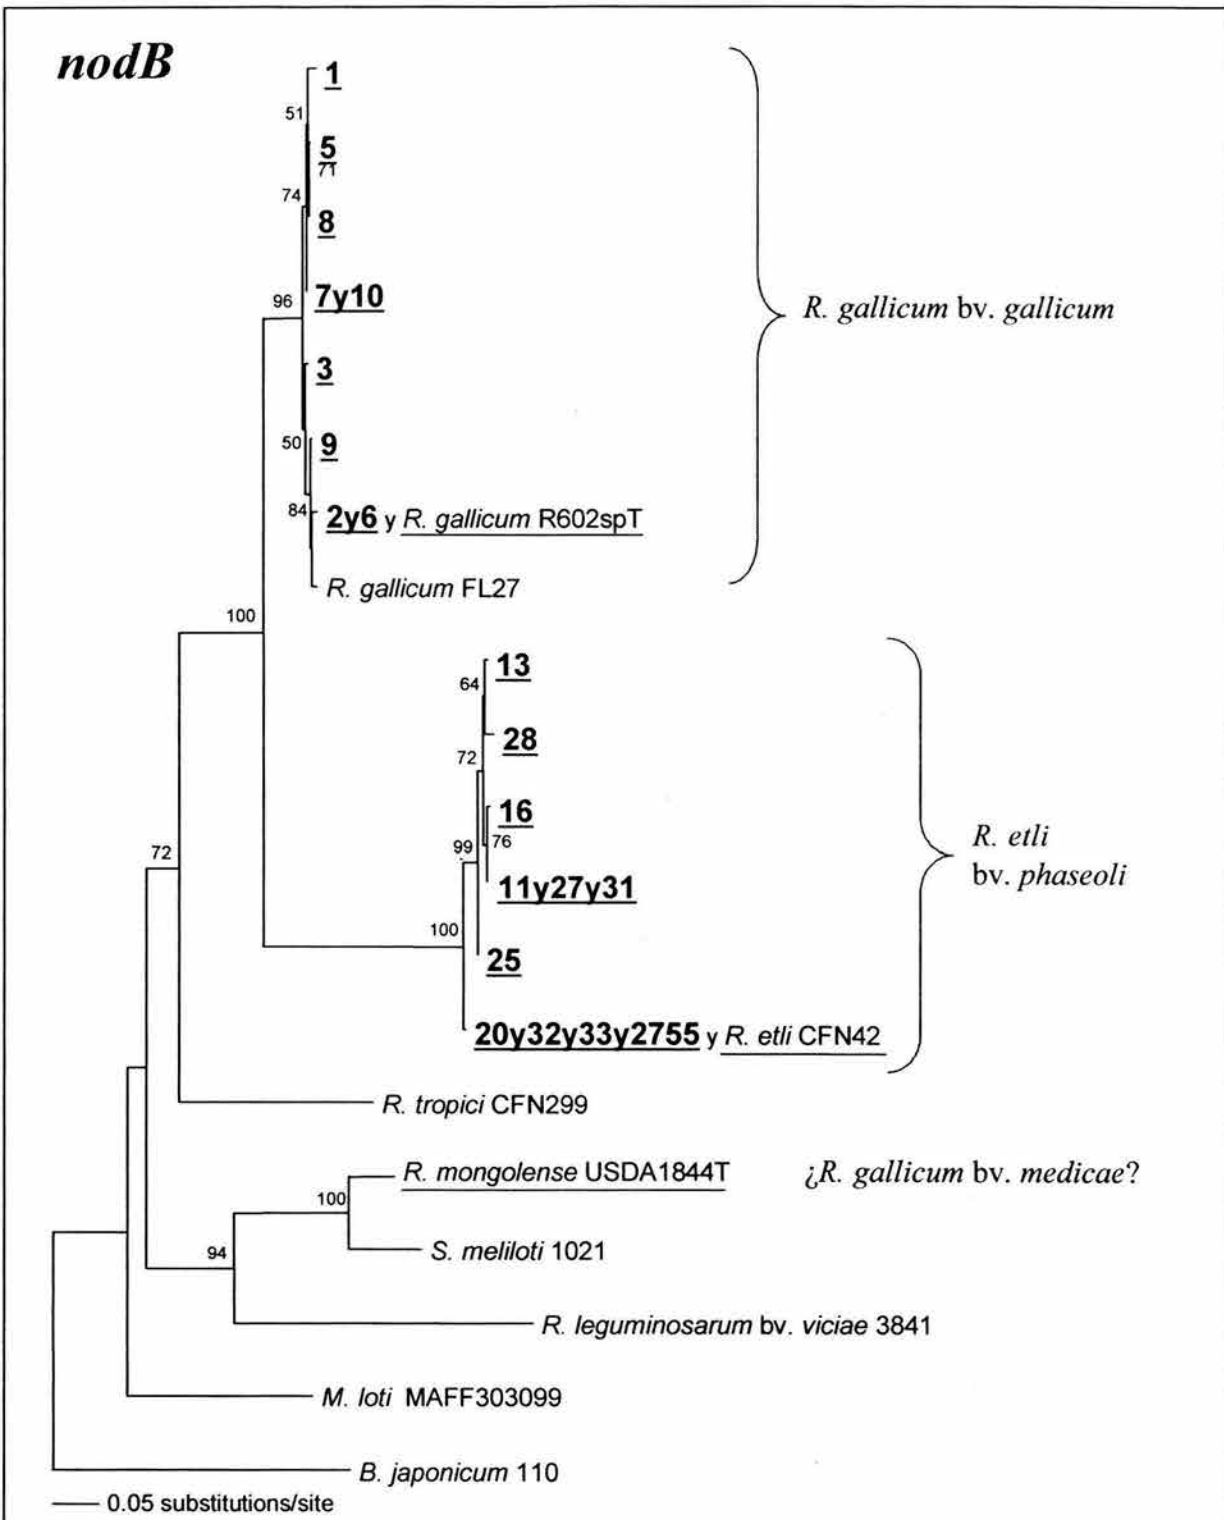 nodB
1
51
5
71
74
8
7y10
96
R. gallicum bv. gallicum
3
50
9
84
2y6 y R. gallicum R602spT
R. gallicum FL27
100
13
64
28
72
16
76
99
72
R. etli
bv. phaseoli
11y27y31
100
25
20y32y33y2755 y R. etli CFN42
R. tropici CFN299
R. mongolense USDA1844T
¿R. gallicum bv. medicae?
100
S. meliloti 1021
94
R. leguminosarum bv. viciae 3841
M. loti MAFF303099
B. japonicum 110
0.05 substitutions/site